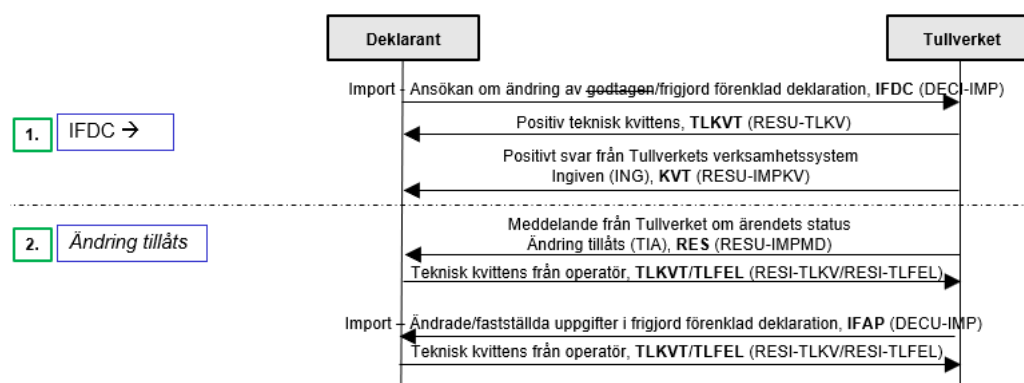 Deklarant
Tullverket
Import - Ansökan om ändring av godtagen/frigjord förenklad deklaration, IFDC (DECI-IMP)
1.
IFDC →
Positiv teknisk kvittens, TLKVT (RESU-TLKV)
Positivt svar från Tullverkets verksamhetssystem
Ingiven (ING), KVT (RESU-IMPKV)
2.
Ändring tillåts
Meddelande från Tullverket om ärendets status
Ändring tillåts (TIA), RES (RESU-IMPMD)
Teknisk kvittens från operatör, TLKVT/TLFEL (RESI-TLKV/RESI-TLFEL)
Import – Ändrade/fastställda uppgifter i frigjord förenklad deklaration, IFAP (DECU-IMP)
Teknisk kvittens från operatör, TLKVT/TLFEL (RESI-TLKV/RESI-TLFEL)